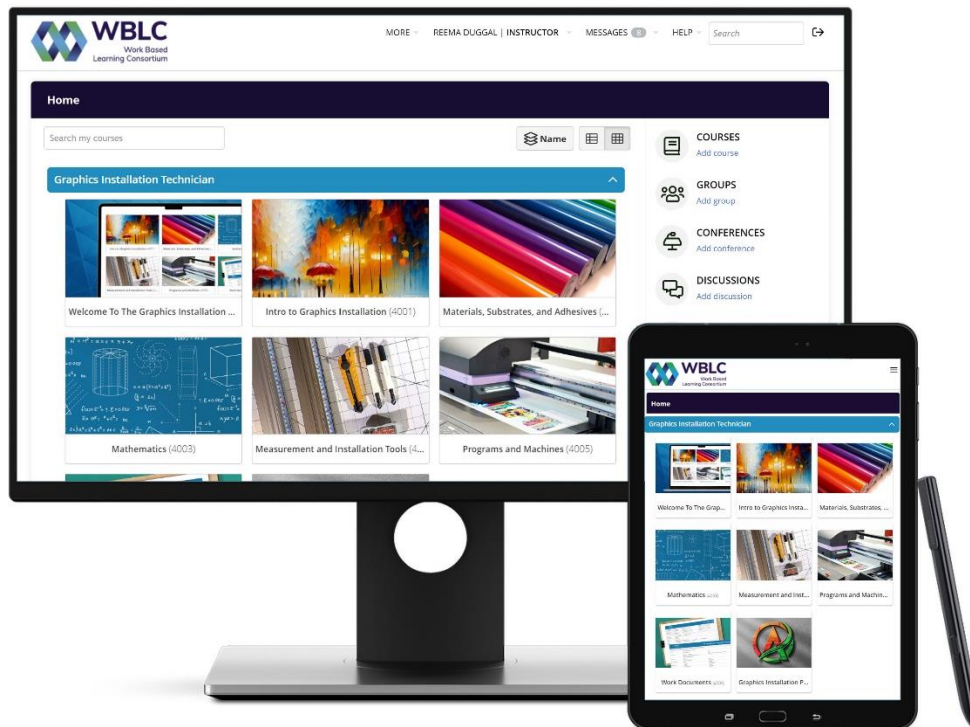 WBLC
Work Based
Learning Consortium
MORE REEMA DUGGAL | INSTRUCTOR MESSAGES 8 HELP Search
Home
Search my courses
Name
COURSES
Add course
GROUPS
Add group
CONFERENCES
Add conference
DISCUSSIONS
Add discussion
Graphics Installation Technician
Welcome To The Graphics Installation ...
Intro to Graphics Installation (4001)
Materials, Substrates, and Adhesives (...
Mathematics (4003)
Measurement and Installation Tools (4...
Programs and Machines (4005)
WBLC
Work Based
Learning Consortium
Home
Graphics Installation Technician
Welcome To The Grap...
Intro to Graphics Insta...
Materials, Substrates, ...
Mathematics
Measurement and Inst...
Programs and Machin...
Work Documents
Graphics Installation P...